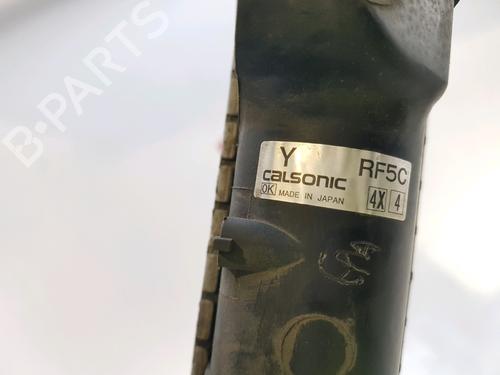 B-PARTS
Y RF5C
CALSONIC
OK MADE IN JAPAN 4X 4